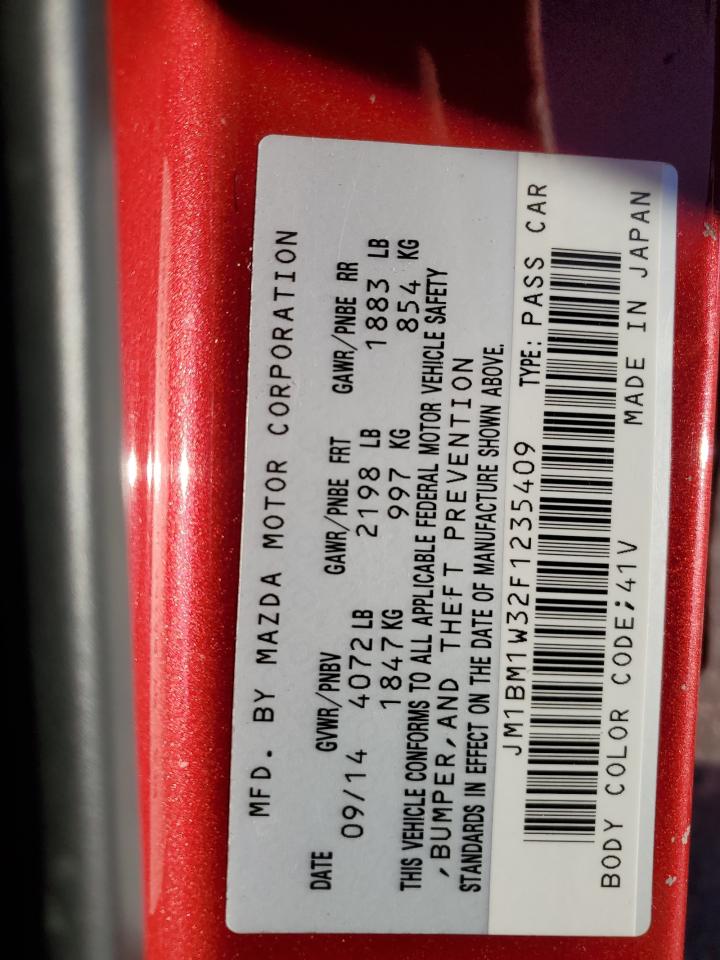 MFD. BY MAZDA MOTOR CORPORATION
DATE GVWR/PNBV GAWR/PNBE FRT GAWR/PNBE RR
09/14 4072 LB 2198 LB 1883 LB
1847 KG 997 KG 854 KG
THIS VEHICLE CONFORMS TO ALL APPLICABLE FEDERAL MOTOR VEHICLE SAFETY
,BUMPER,AND THEFT PREVENTION
STANDARDS IN EFFECT ON THE DATE OF MANUFACTURE SHOWN ABOVE.
JM1BM1W32F1235409 TYPE: PASS CAR
BODY COLOR CODE;41V MADE IN JAPAN